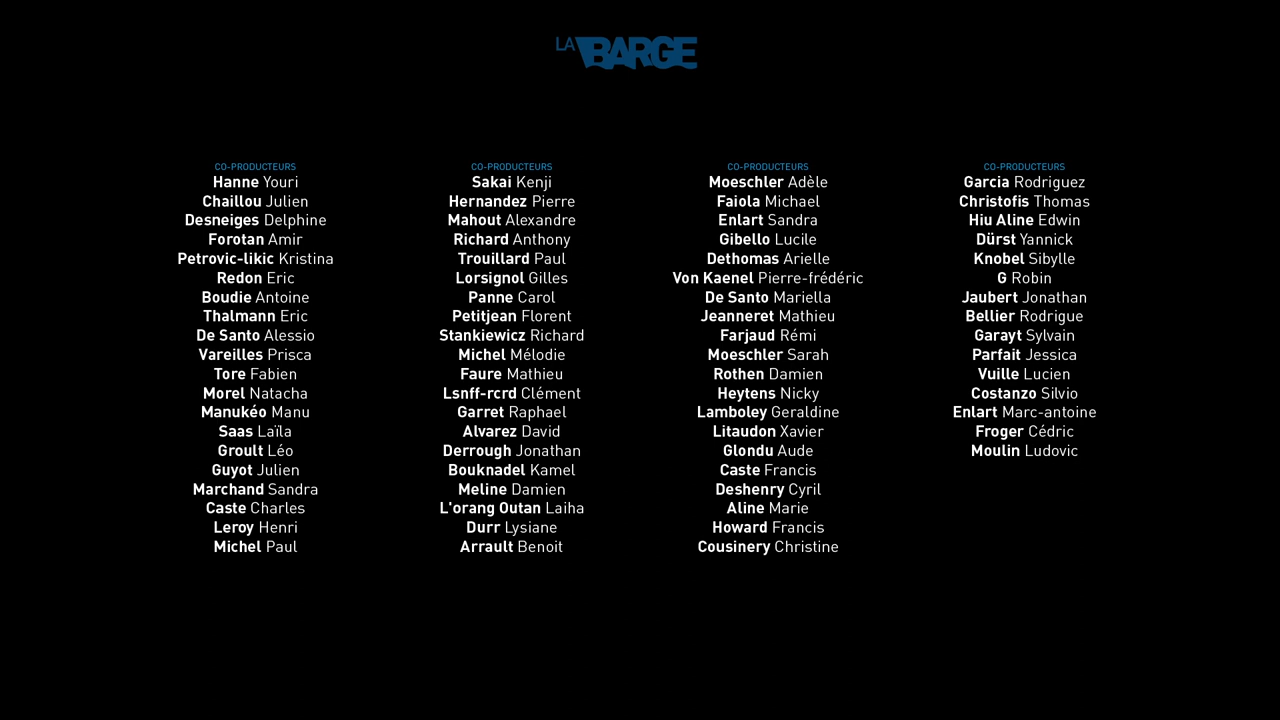 LA BARGE
CO-PRODUCTEURS
Hanne Youri
Chaillou Julien
Desneiges Delphine
Forotan Amir
Petrovic-likic Kristina
Redon Eric
Boudie Antoine
Thalmann Eric
De Santo Alessio
Vareilles Prisca
Tore Fabien
Morel Natacha
Manukéo Manu
Saas Laïla
Groult Léo
Guyot Julien
Marchand Sandra
Caste Charles
Leroy Henri
Michel Paul
CO-PRODUCTEURS
Sakai Kenji
Hernandez Pierre
Mahout Alexandre
Richard Anthony
Trouillard Paul
Lorsignol Gilles
Panne Carol
Petitjean Florent
Stankiewicz Richard
Michel Mélodie
Faure Mathieu
Lsnff-rcrd Clément
Garret Raphael
Alvarez David
Derrough Jonathan
Bouknadel Kamel
Meline Damien
L'orang Outan Laiha
Durr Lysiane
Arrault Benoit
CO-PRODUCTEURS
Moeschler Adèle
Faiola Michael
Enlart Sandra
Gibello Lucile
Dethomas Arielle
Von Kaenel Pierre-frédéric
De Santo Mariella
Jeanneret Mathieu
Farjaud Rémi
Moeschler Sarah
Rothen Damien
Heytens Nicky
Lamboley Geraldine
Litaudon Xavier
Glondu Aude
Caste Francis
Deshenry Cyril
Aline Marie
Howard Francis
Cousinery Christine
CO-PRODUCTEURS
Garcia Rodriguez
Christofis Thomas
Hiu Aline Edwin
Dürst Yannick
Knobel Sibylle
G Robin
Jaubert Jonathan
Bellier Rodrigue
Garayt Sylvain
Parfait Jessica
Vuille Lucien
Costanzo Silvio
Enlart Marc-antoine
Froger Cédric
Moulin Ludovic